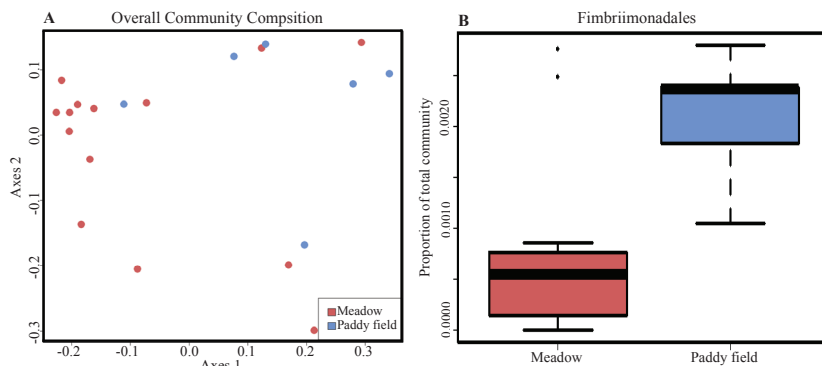 A
Overall Community Compsition
Axes 2
0.1
0.0
-0.1
-0.2
-0.3
-0.2
-0.1
0.0
0.1
0.2
0.3
Axes 1
Meadow
Paddy field
B
Fimbriimonadales
Proportion of total community
0.0020
0.0010
0.0000
Meadow
Paddy field